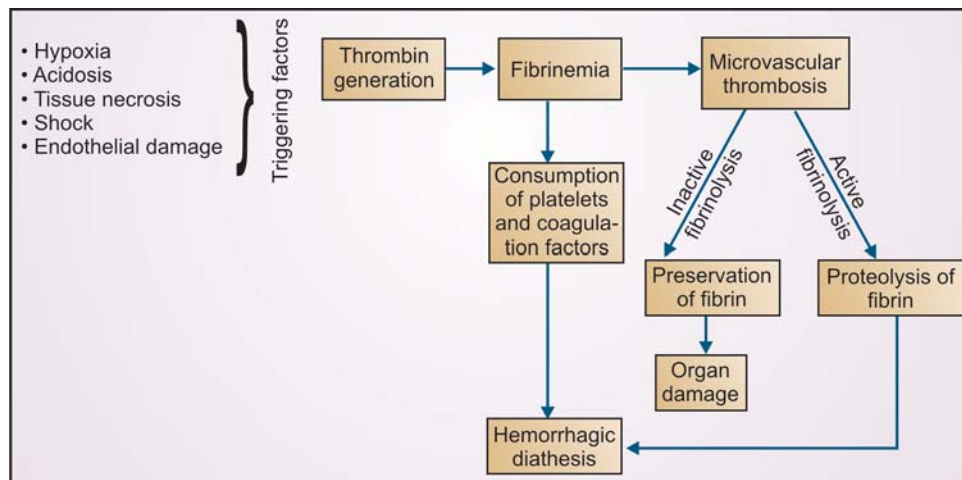 • Hypoxia
• Acidosis
• Tissue necrosis
• Shock
• Endothelial damage
Triggering factors
Thrombin
generation
Fibrinemia
Microvascular
thrombosis
Consumption
of platelets
and coagula-
tion factors
Inactive
fibrinolysis
Active
fibrinolysis
Preservation
of fibrin
Proteolysis of
fibrin
Organ
damage
Hemorrhagic
diathesis